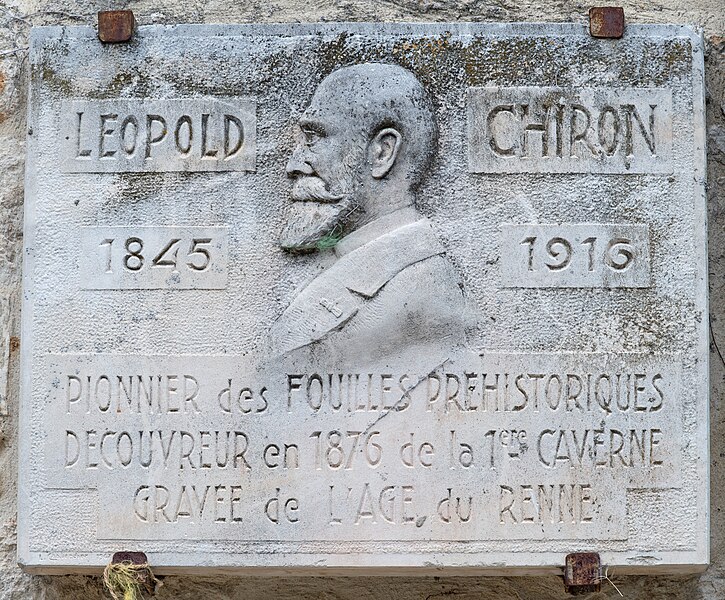 LEOPOLD CHIRON
1845 1916
PIONNIER des FOUILLES PREHISTORIQUES
DECOUVREUR en 1876 de la 1ère CAVERNE
GRAVEE de L'AGE du RENNE